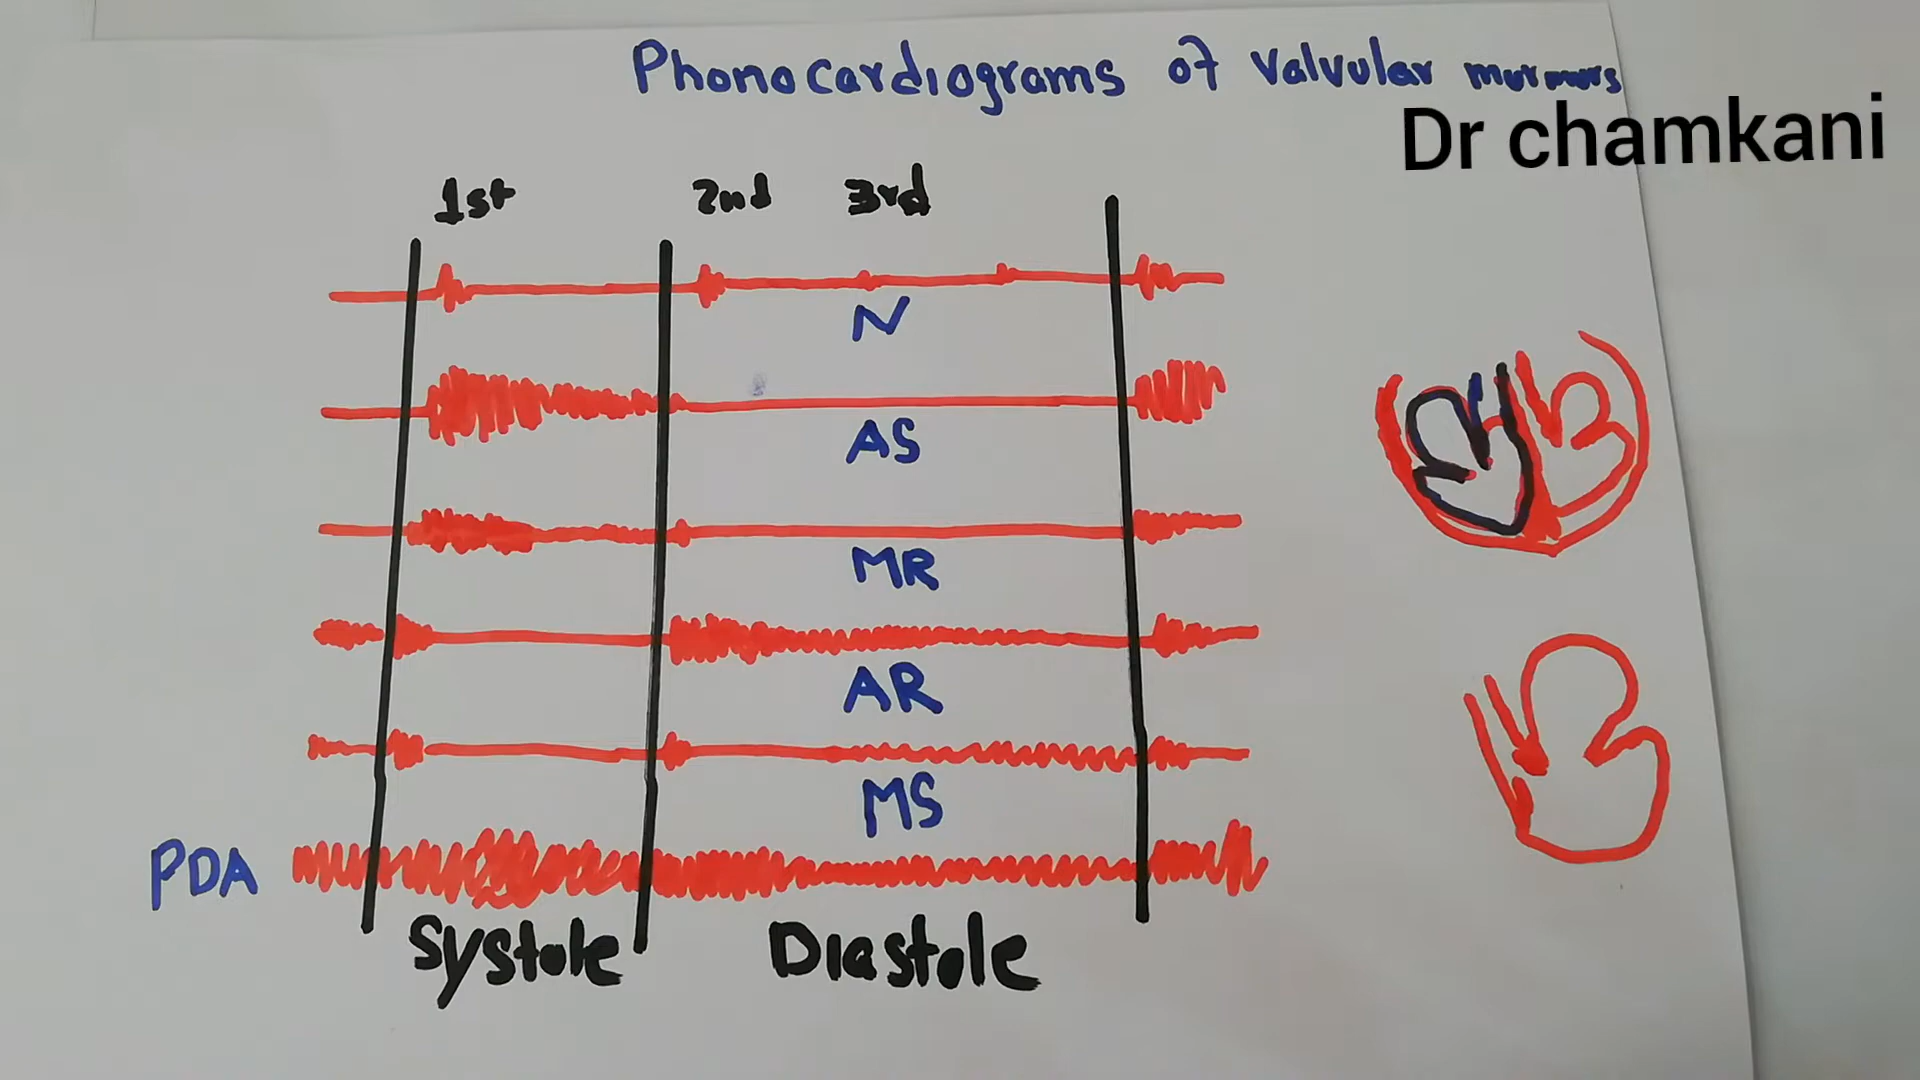 Phonocardiograms of valvular murmurs
Dr chamkani
1st 2nd 3rd
N
AS
MR
AR
MS
PDA
Systole Diastole